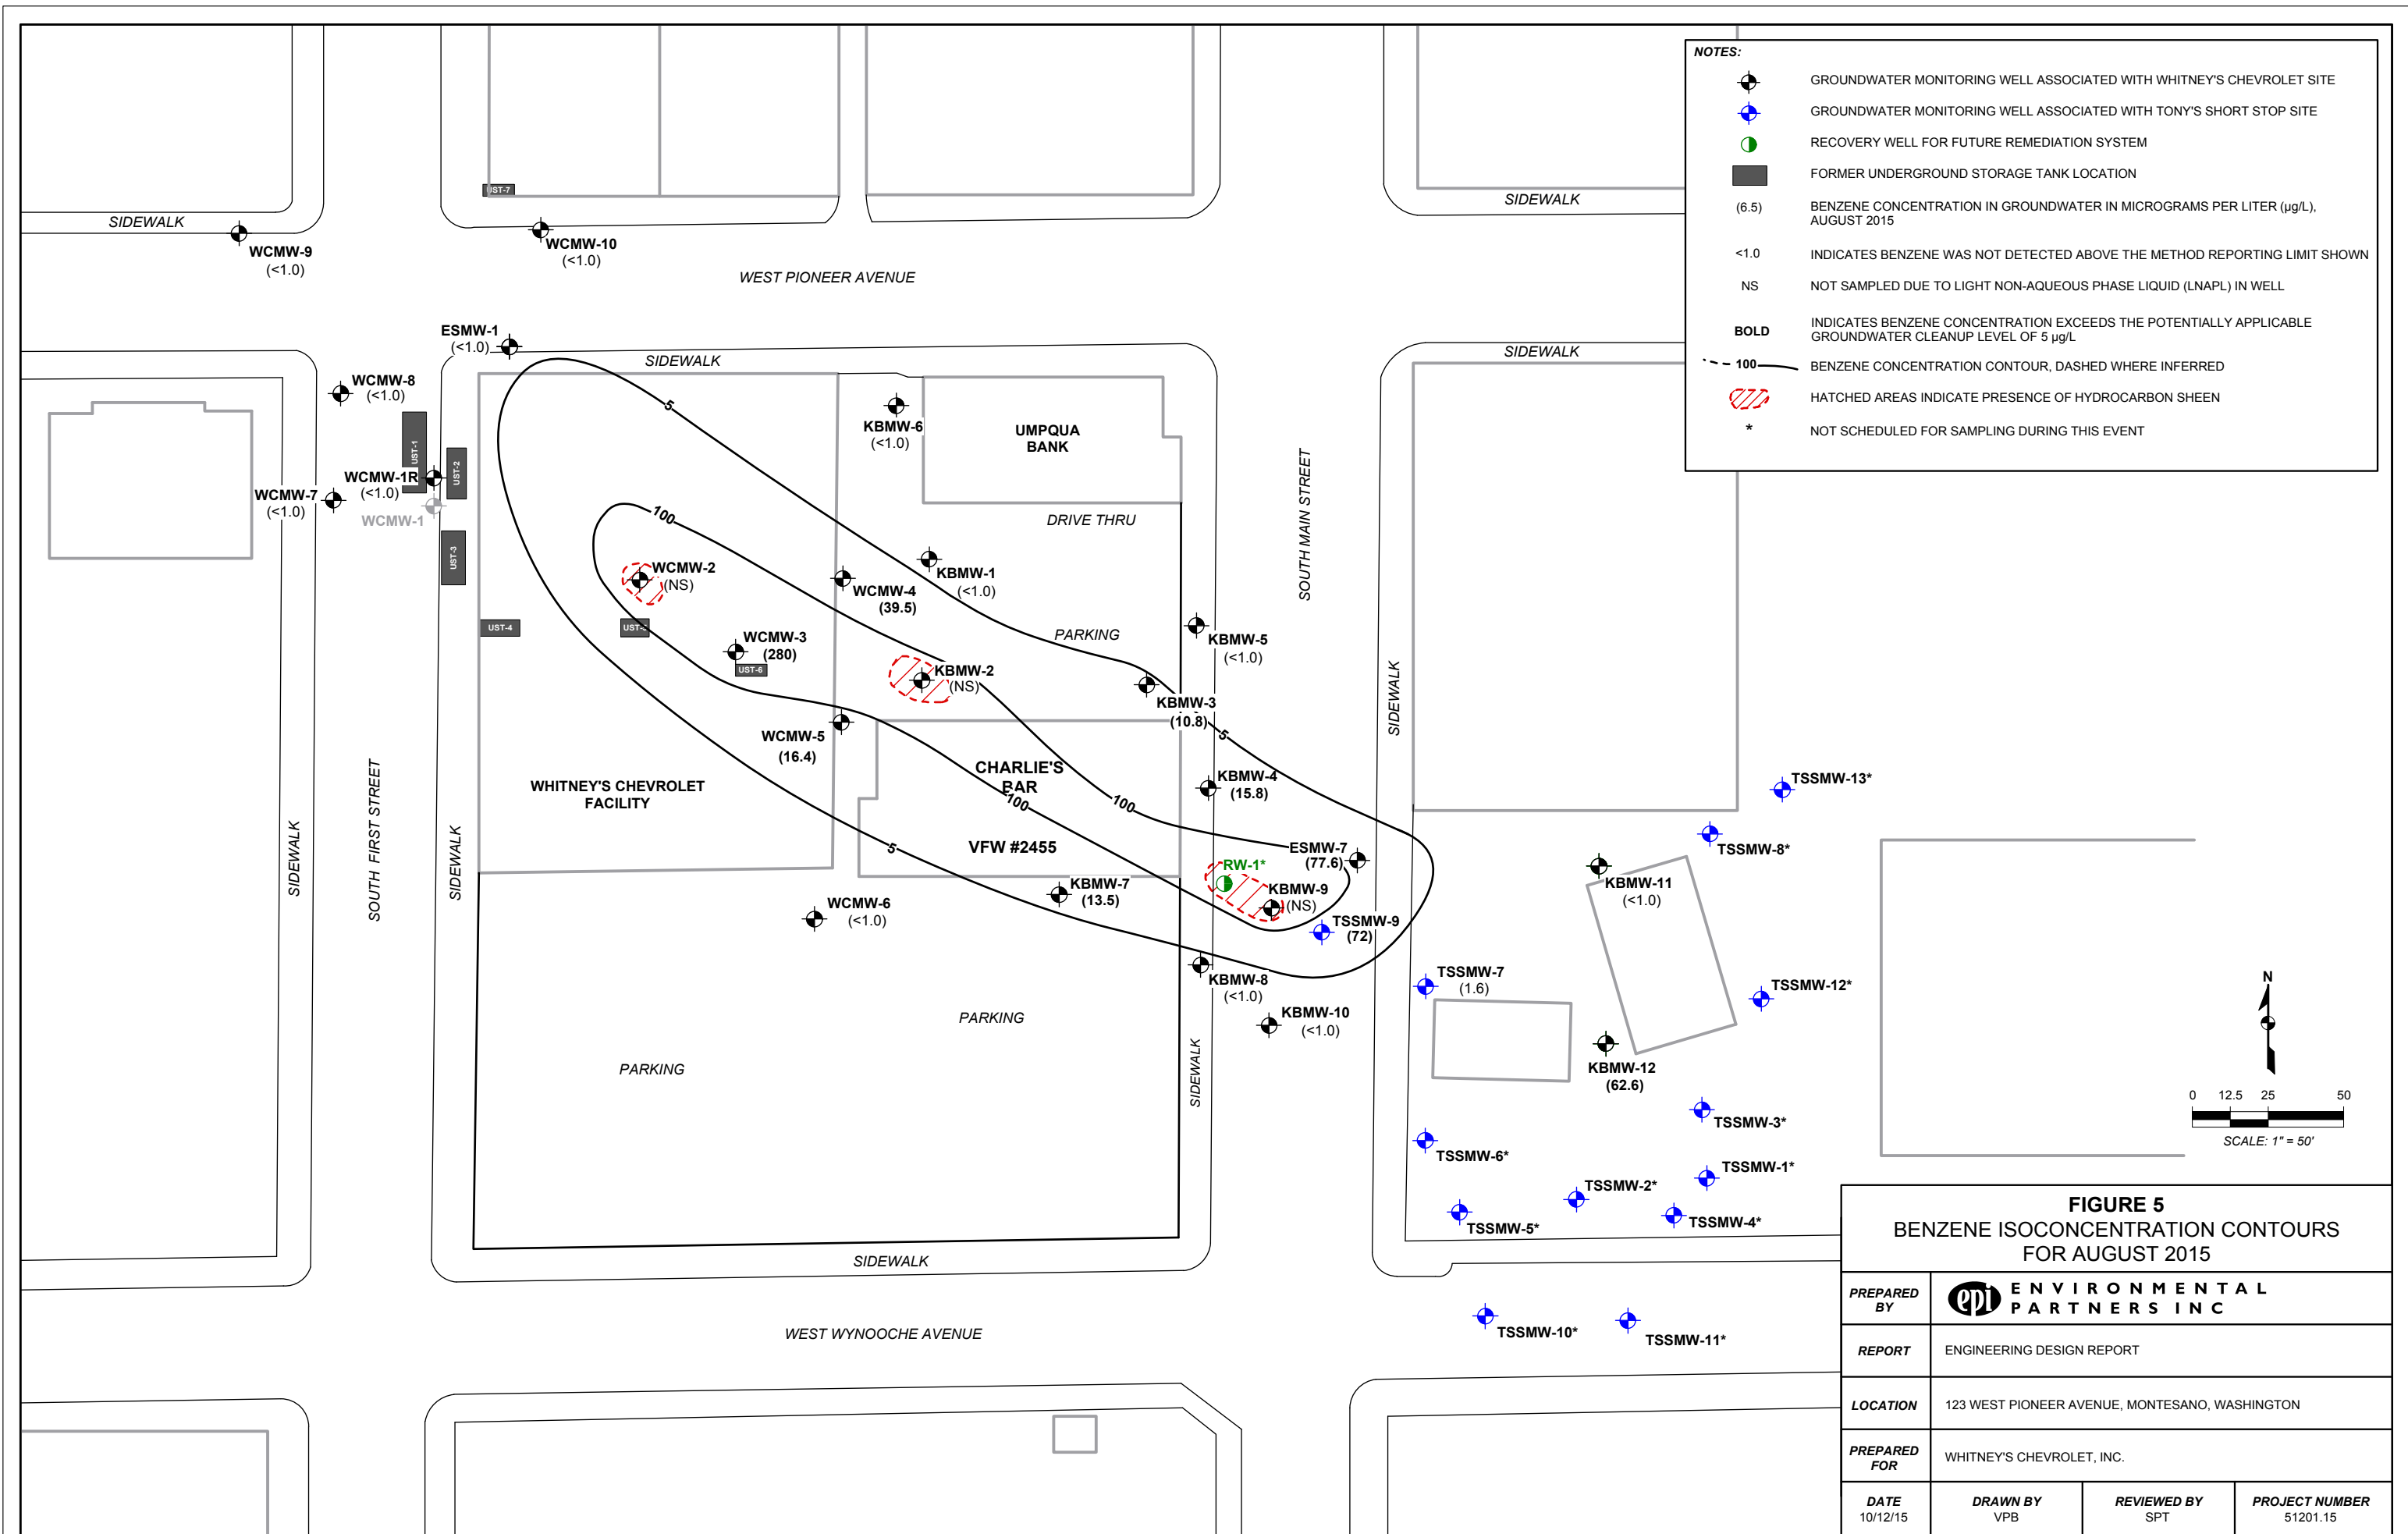 NOTES:
GROUNDWATER MONITORING WELL ASSOCIATED WITH WHITNEY'S CHEVROLET SITE
GROUNDWATER MONITORING WELL ASSOCIATED WITH TONY'S SHORT STOP SITE
RECOVERY WELL FOR FUTURE REMEDIATION SYSTEM
FORMER UNDERGROUND STORAGE TANK LOCATION
(6.5) BENZENE CONCENTRATION IN GROUNDWATER IN MICROGRAMS PER LITER (µg/L),
AUGUST 2015
<1.0 INDICATES BENZENE WAS NOT DETECTED ABOVE THE METHOD REPORTING LIMIT SHOWN
NS NOT SAMPLED DUE TO LIGHT NON-AQUEOUS PHASE LIQUID (LNAPL) IN WELL
BOLD INDICATES BENZENE CONCENTRATION EXCEEDS THE POTENTIALLY APPLICABLE
GROUNDWATER CLEANUP LEVEL OF 5 µg/L
100 BENZENE CONCENTRATION CONTOUR, DASHED WHERE INFERRED
HATCHED AREAS INDICATE PRESENCE OF HYDROCARBON SHEEN
* NOT SCHEDULED FOR SAMPLING DURING THIS EVENT
UST-7
SIDEWALK
SIDEWALK
WCMW-9
(<1.0)
WCMW-10
(<1.0)
WEST PIONEER AVENUE
ESMW-1
(<1.0)
SIDEWALK
SIDEWALK
WCMW-8
(<1.0)
5
KBMW-6
(<1.0)
UMPQUA
BANK
UST-1
UST-2
WCMW-1R
(<1.0)
WCMW-7
(<1.0)
WCMW-1
100
DRIVE THRU
SOUTH MAIN STREET
UST-3
WCMW-2
(NS)
WCMW-4
(39.5)
KBMW-1
(<1.0)
UST-4
UST-5
WCMW-3
(280)
UST-6
PARKING
KBMW-5
(<1.0)
KBMW-2
(NS)
KBMW-3
(10.8)
SIDEWALK
5
WCMW-5
(16.4)
WHITNEY'S CHEVROLET
FACILITY
CHARLIE'S
BAR
100
100
KBMW-4
(15.8)
TSSMW-13*
SOUTH FIRST STREET
SIDEWALK
SIDEWALK
5
VFW #2455
ESMW-7
(77.6)
TSSMW-8*
RW-1*
KBMW-9
(NS)
KBMW-7
(13.5)
KBMW-11
(<1.0)
WCMW-6
(<1.0)
TSSMW-9
(72)
KBMW-8
(<1.0)
TSSMW-7
(1.6)
TSSMW-12*
KBMW-10
(<1.0)
PARKING
PARKING
SIDEWALK
KBMW-12
(62.6)
N
0 12.5 25 50
SCALE: 1" = 50'
TSSMW-3*
TSSMW-6*
TSSMW-1*
TSSMW-2*
TSSMW-5*
TSSMW-4*
SIDEWALK
WEST WYNOOCHE AVENUE
TSSMW-10*
TSSMW-11*
FIGURE 5
BENZENE ISOCONCENTRATION CONTOURS
FOR AUGUST 2015
PREPARED
BY
epi
ENVIRONMENTAL
PARTNERS INC
REPORT ENGINEERING DESIGN REPORT
LOCATION 123 WEST PIONEER AVENUE, MONTESANO, WASHINGTON
PREPARED
FOR
WHITNEY'S CHEVROLET, INC.
DATE DRAWN BY REVIEWED BY PROJECT NUMBER
10/12/15 VPB SPT 51201.15